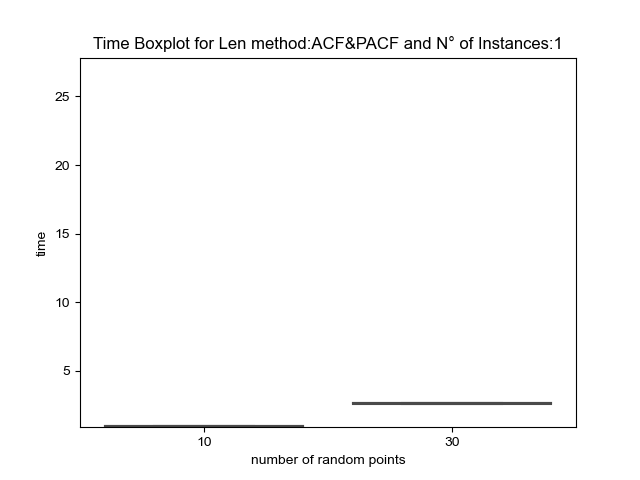 Time Boxplot for Len method:ACF&PACF and N° of Instances:1
25
20
15
10
5
time
10 30
number of random points